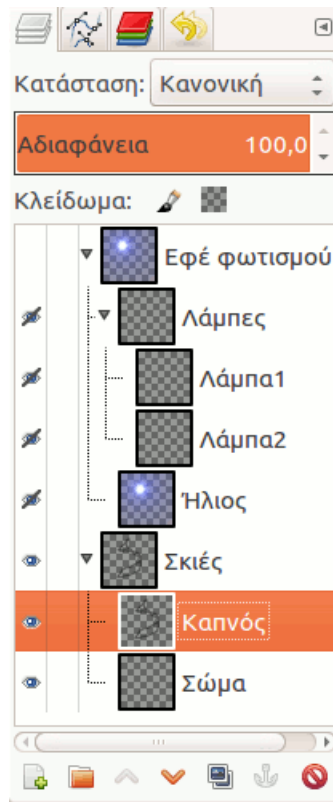 Κατάσταση: Κανονική
Αδιαφάνεια 100,0
Κλείδωμα:
Εφέ φωτισμού
Λάμπες
Λάμπα1
Λάμπα2
Ήλιος
Σκιές
Καπνός
Σώμα